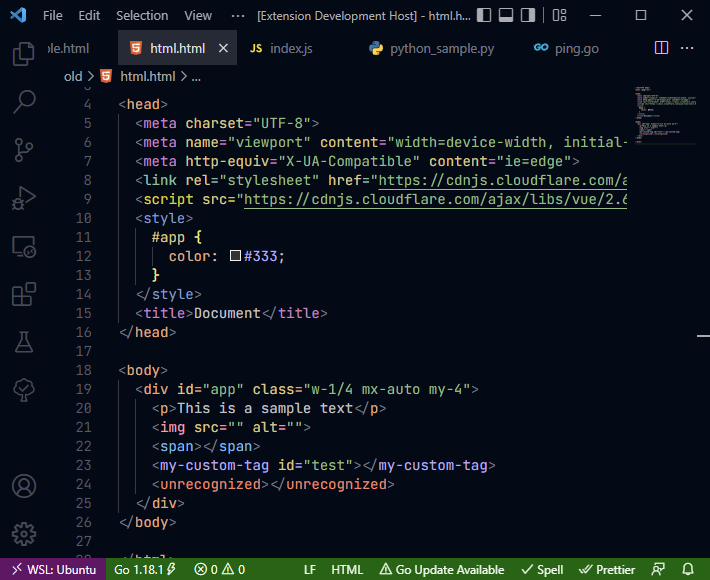 File Edit Selection View ··· [Extension Development Host] - html.h...
ble.html html.html JS index.js python_sample.py GO ping.go ···
old > html.html > ...
4 <head>
5 <meta charset="UTF-8">
6 <meta name="viewport" content="width=device-width, initial-
7 <meta http-equiv="X-UA-Compatible" content="ie=edge">
8 <link rel="stylesheet" href="https://cdnjs.cloudflare.com/a
9 <script src="https://cdnjs.cloudflare.com/ajax/libs/vue/2.6
10 <style>
11 #app {
12 color: #333;
13 }
14 </style>
15 <title>Document</title>
16 </head>
17
18 <body>
19 <div id="app" class="w-1/4 mx-auto my-4">
20 <p>This is a sample text</p>
21 <img src="" alt="">
22 <span></span>
23 <my-custom-tag id="test"></my-custom-tag>
24 <unrecognized></unrecognized>
25 </div>
26 </body>
27
28 </html>
WSL: Ubuntu Go 1.18.1 0 0 LF HTML Go Update Available Spell Prettier